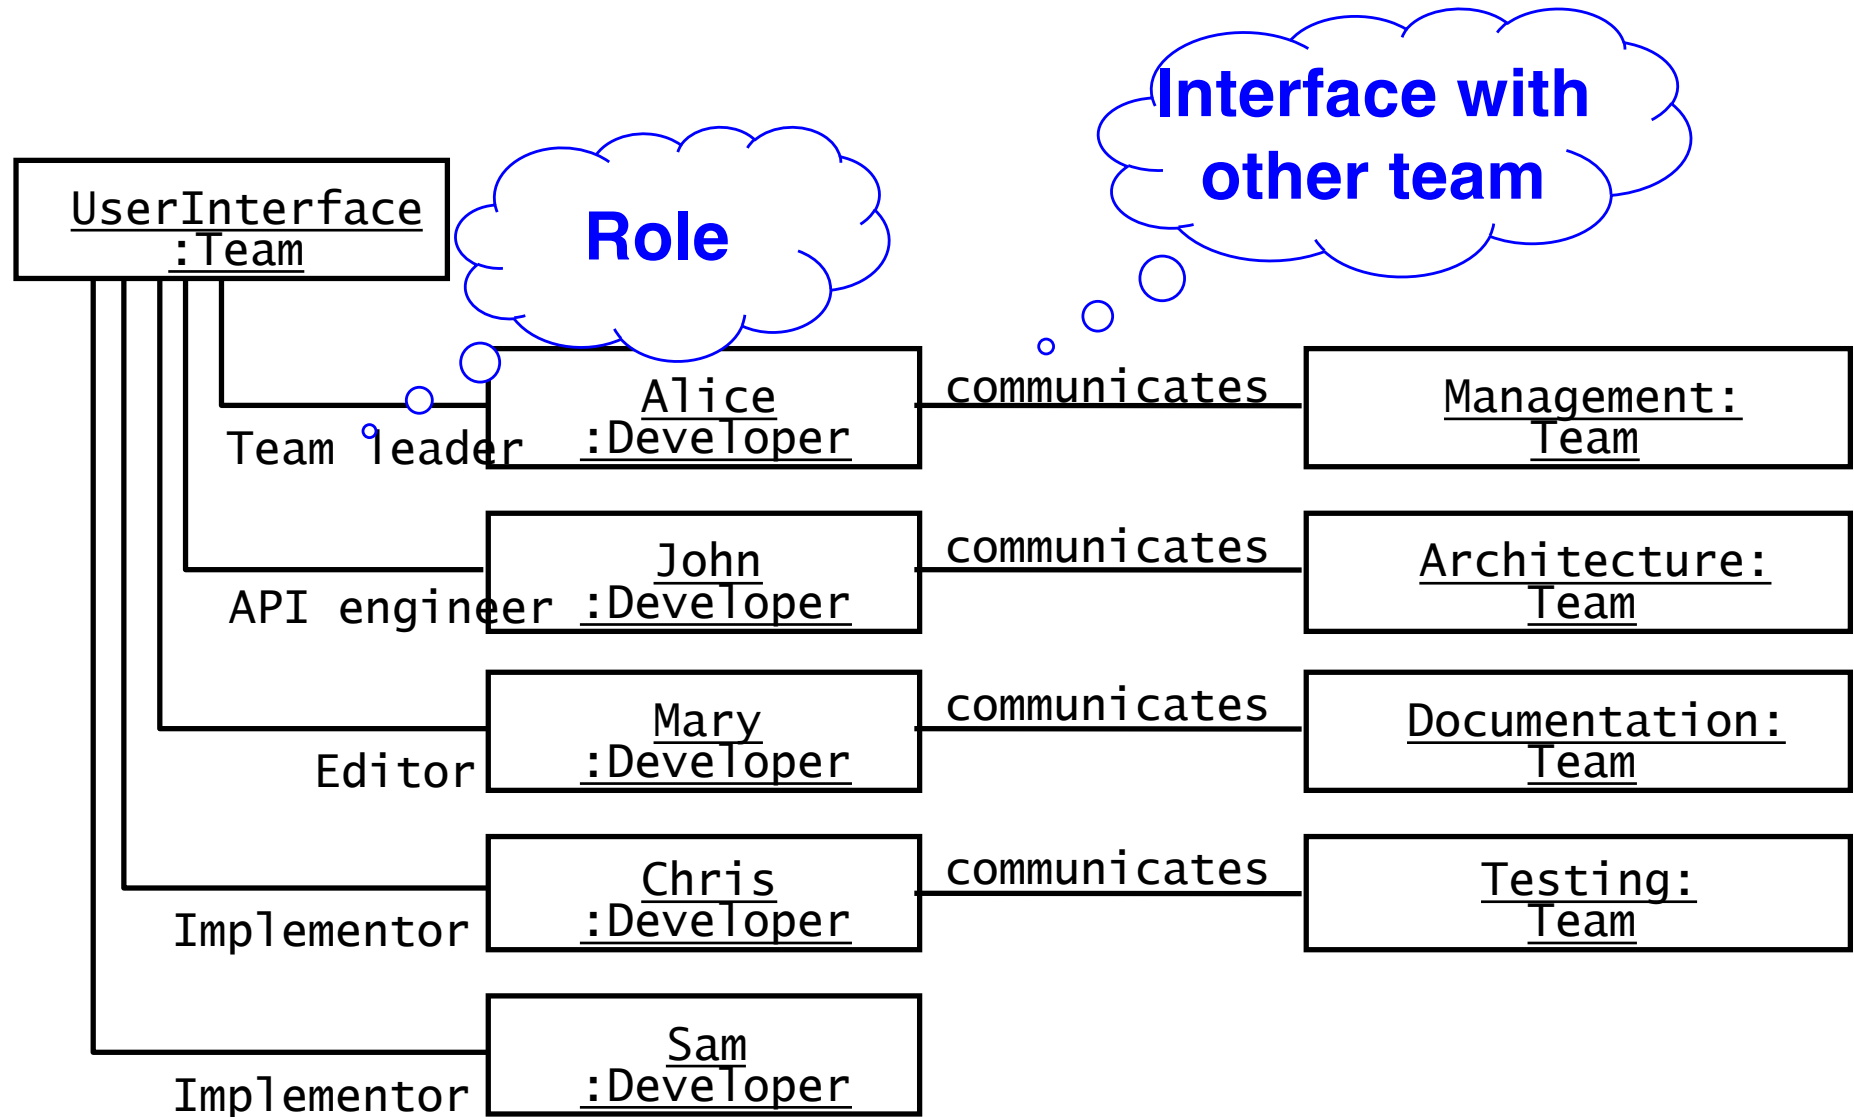 Interface with
other team
Role
UserInterface
:Team
Alice
:Developer
communicates
Management:
Team
Team leader
John
:Developer
communicates
Architecture:
Team
API engineer
Mary
:Developer
communicates
Documentation:
Team
Editor
Chris
:Developer
communicates
Testing:
Team
Implementor
Sam
:Developer
Implementor